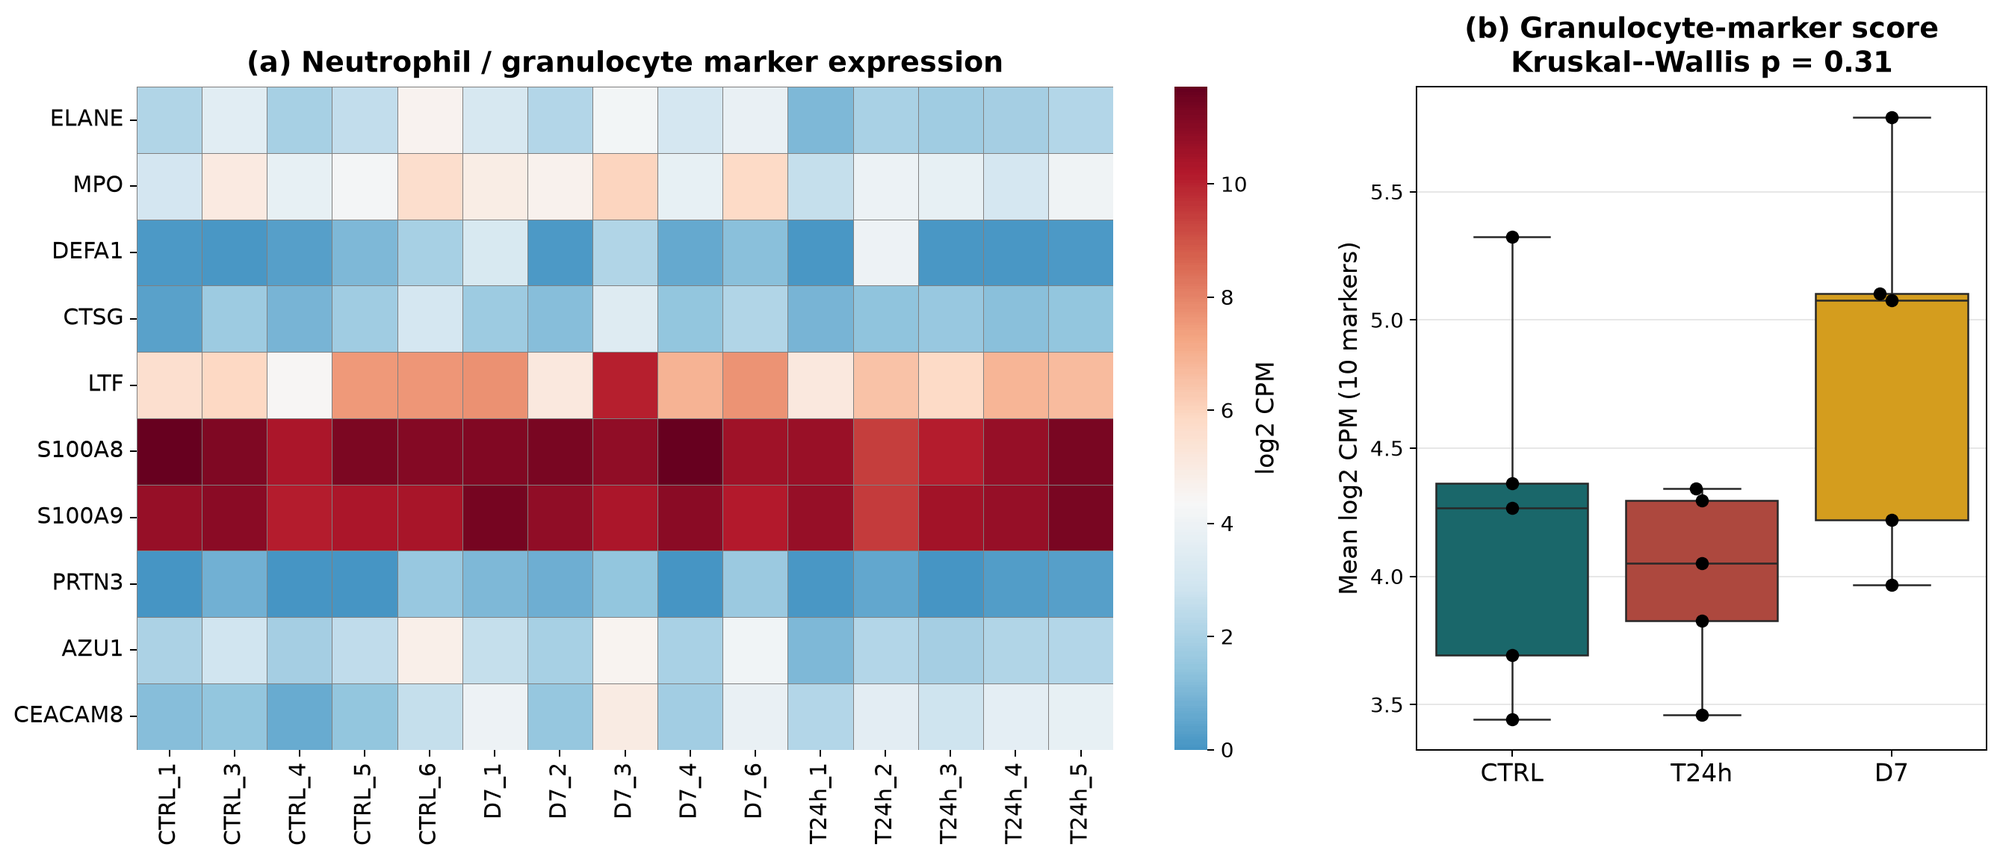 (a) Neutrophil / granulocyte marker expression
ELANE
MPO
DEFA1
CTSG
LTF
S100A8
S100A9
PRTN3
AZU1
CEACAM8
CTRL_1
CTRL_3
CTRL_4
CTRL_5
CTRL_6
D7_1
D7_2
D7_3
D7_4
D7_6
T24h_1
T24h_2
T24h_3
T24h_4
T24h_5
10
8
6
4
2
0
log2 CPM
(b) Granulocyte-marker score
Kruskal--Wallis p = 0.31
Mean log2 CPM (10 markers)
5.5
5.0
4.5
4.0
3.5
CTRL
T24h
D7